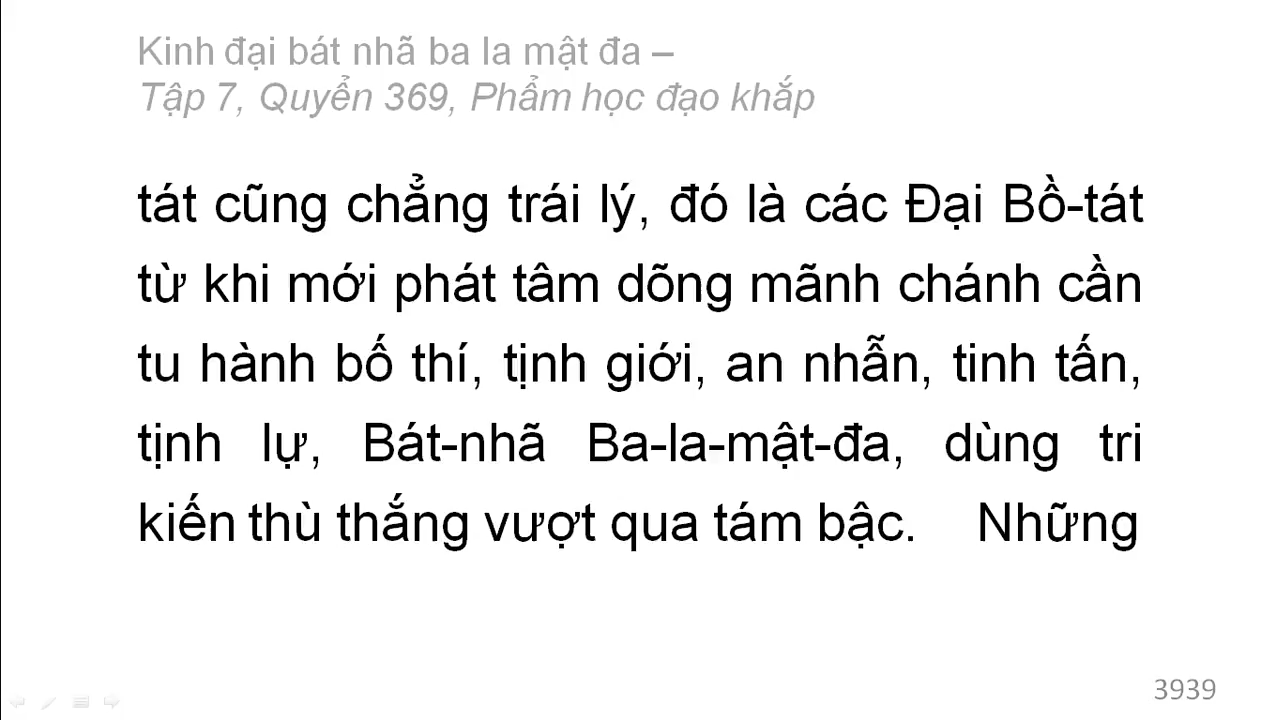 Kinh đại bát nhã ba la mật đa –
Tập 7, Quyển 369, Phẩm học đạo khắp
tát cũng chẳng trái lý, đó là các Đại Bồ-tát
từ khi mới phát tâm dõng mãnh chánh cần
tu hành bố thí, tịnh giới, an nhẫn, tinh tấn,
tịnh lự, Bát-nhã Ba-la-mật-đa, dùng tri
kiến thù thắng vượt qua tám bậc. Những
3939